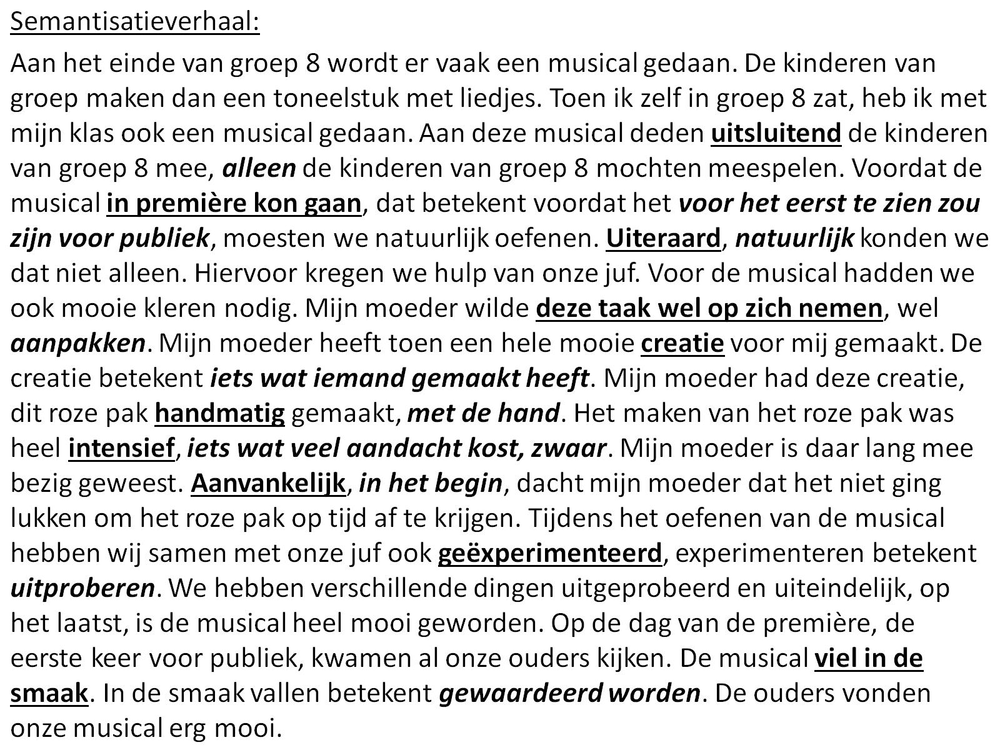 Semantisatieverhaal:
Aan het einde van groep 8 wordt er vaak een musical gedaan. De kinderen van
groep maken dan een toneelstuk met liedjes. Toen ik zelf in groep 8 zat, heb ik met
mijn klas ook een musical gedaan. Aan deze musical deden uitsluitend de kinderen
van groep 8 mee, alleen de kinderen van groep 8 mochten meespelen. Voordat de
musical in première kon gaan, dat betekent voordat het voor het eerst te zien zou
zijn voor publiek, moesten we natuurlijk oefenen. Uiteraard, natuurlijk konden we
dat niet alleen. Hiervoor kregen we hulp van onze juf. Voor de musical hadden we
ook mooie kleren nodig. Mijn moeder wilde deze taak wel op zich nemen, wel
aanpakken. Mijn moeder heeft toen een hele mooie creatie voor mij gemaakt. De
creatie betekent iets wat iemand gemaakt heeft. Mijn moeder had deze creatie,
dit roze pak handmatig gemaakt, met de hand. Het maken van het roze pak was
heel intensief, iets wat veel aandacht kost, zwaar. Mijn moeder is daar lang mee
bezig geweest. Aanvankelijk, in het begin, dacht mijn moeder dat het niet ging
lukken om het roze pak op tijd af te krijgen. Tijdens het oefenen van de musical
hebben wij samen met onze juf ook geëxperimenteerd, experimenteren betekent
uitproberen. We hebben verschillende dingen uitgeprobeerd en uiteindelijk, op
het laatst, is de musical heel mooi geworden. Op de dag van de première, de
eerste keer voor publiek, kwamen al onze ouders kijken. De musical viel in de
smaak. In de smaak vallen betekent gewaardeerd worden. De ouders vonden
onze musical erg mooi.